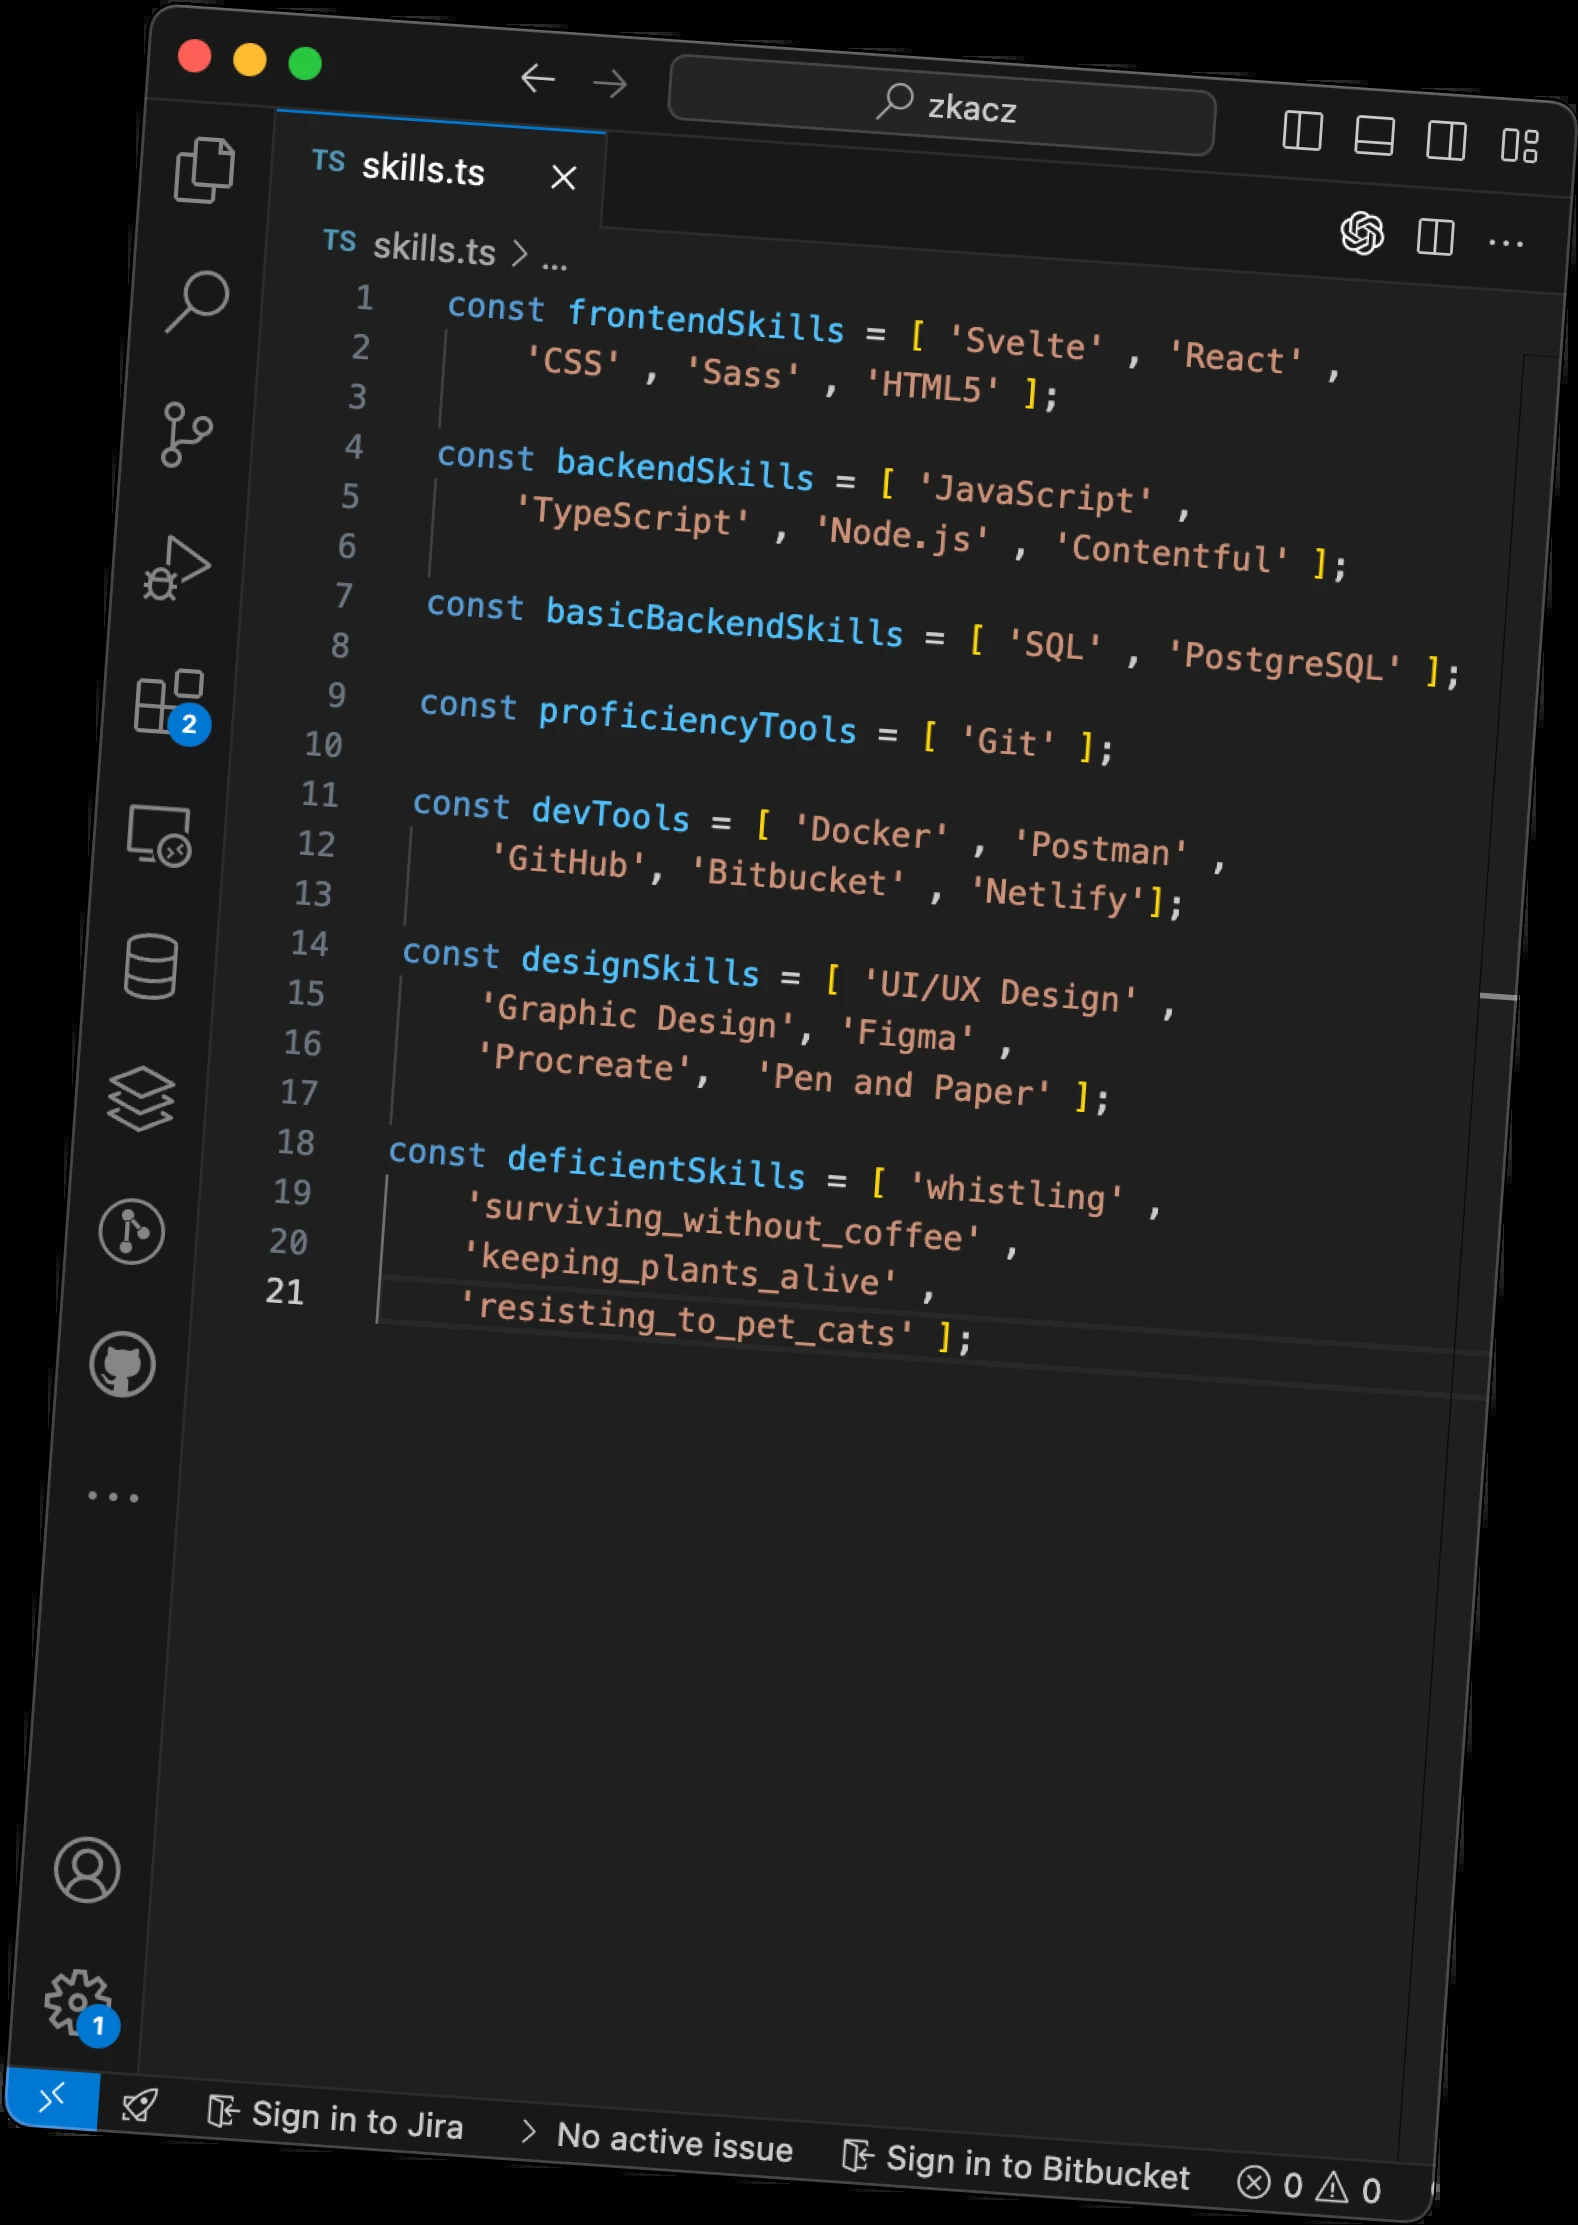 zkacz
TS skills.ts
TS skills.ts > ...
1 const frontendSkills = [ 'Svelte' , 'React' ,
2 'CSS' , 'Sass' , 'HTML5' ];
3
4 const backendSkills = [ 'JavaScript' ,
5 'TypeScript' , 'Node.js' , 'Contentful' ];
6
7 const basicBackendSkills = [ 'SQL' , 'PostgreSQL' ];
8
9 const proficiencyTools = [ 'Git' ];
10
11 const devTools = [ 'Docker' , 'Postman' ,
12 'GitHub', 'Bitbucket' , 'Netlify'];
13
14 const designSkills = [ 'UI/UX Design' ,
15 'Graphic Design', 'Figma' ,
16 'Procreate', 'Pen and Paper' ];
17
18 const deficientSkills = [ 'whistling' ,
19 'surviving_without_coffee' ,
20 'keeping_plants_alive' ,
21 'resisting_to_pet_cats' ];
2
1
Sign in to Jira > No active issue Sign in to Bitbucket 0 0